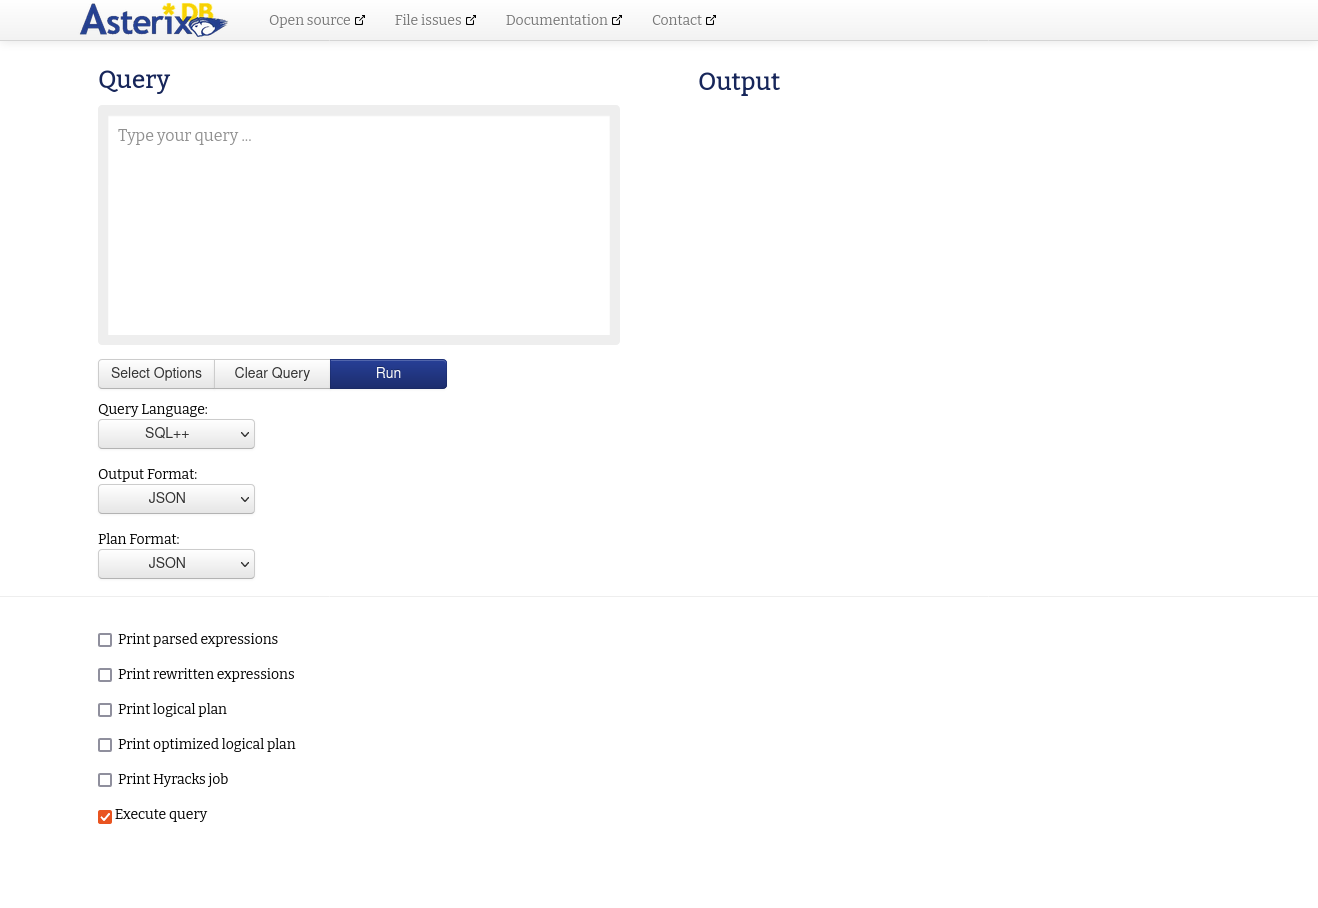 Asterix*DB
Open source
File issues
Documentation
Contact
Query
Output
Type your query ...
Select Options
Clear Query
Run
Query Language:
SQL++
Output Format:
JSON
Plan Format:
JSON
Print parsed expressions
Print rewritten expressions
Print logical plan
Print optimized logical plan
Print Hyracks job
Execute query